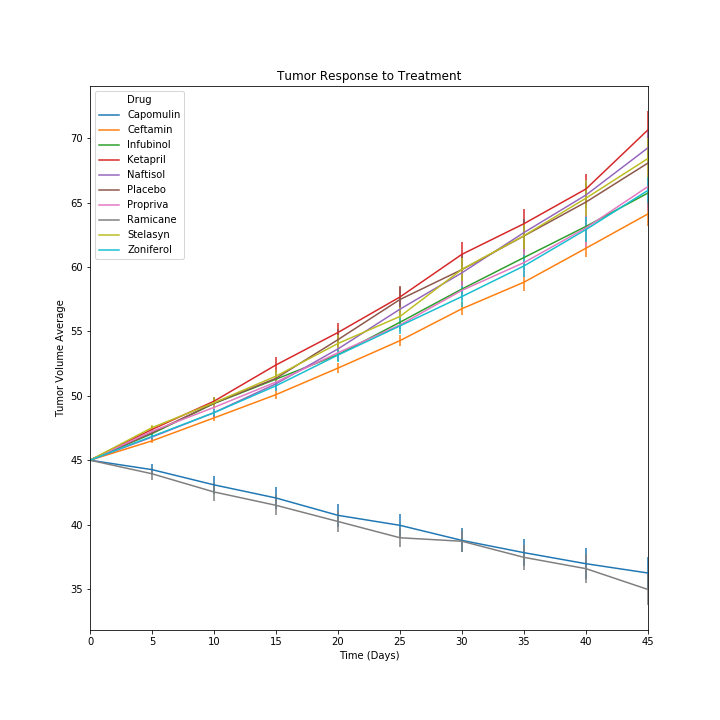 Tumor Response to Treatment
Drug
Capomulin
Ceftamin
Infubinol
Ketapril
Naftisol
Placebo
Propriva
Ramicane
Stelasyn
Zoniferol
Tumor Volume Average
70
65
60
55
50
45
40
35
0 5 10 15 20 25 30 35 40 45
Time (Days)